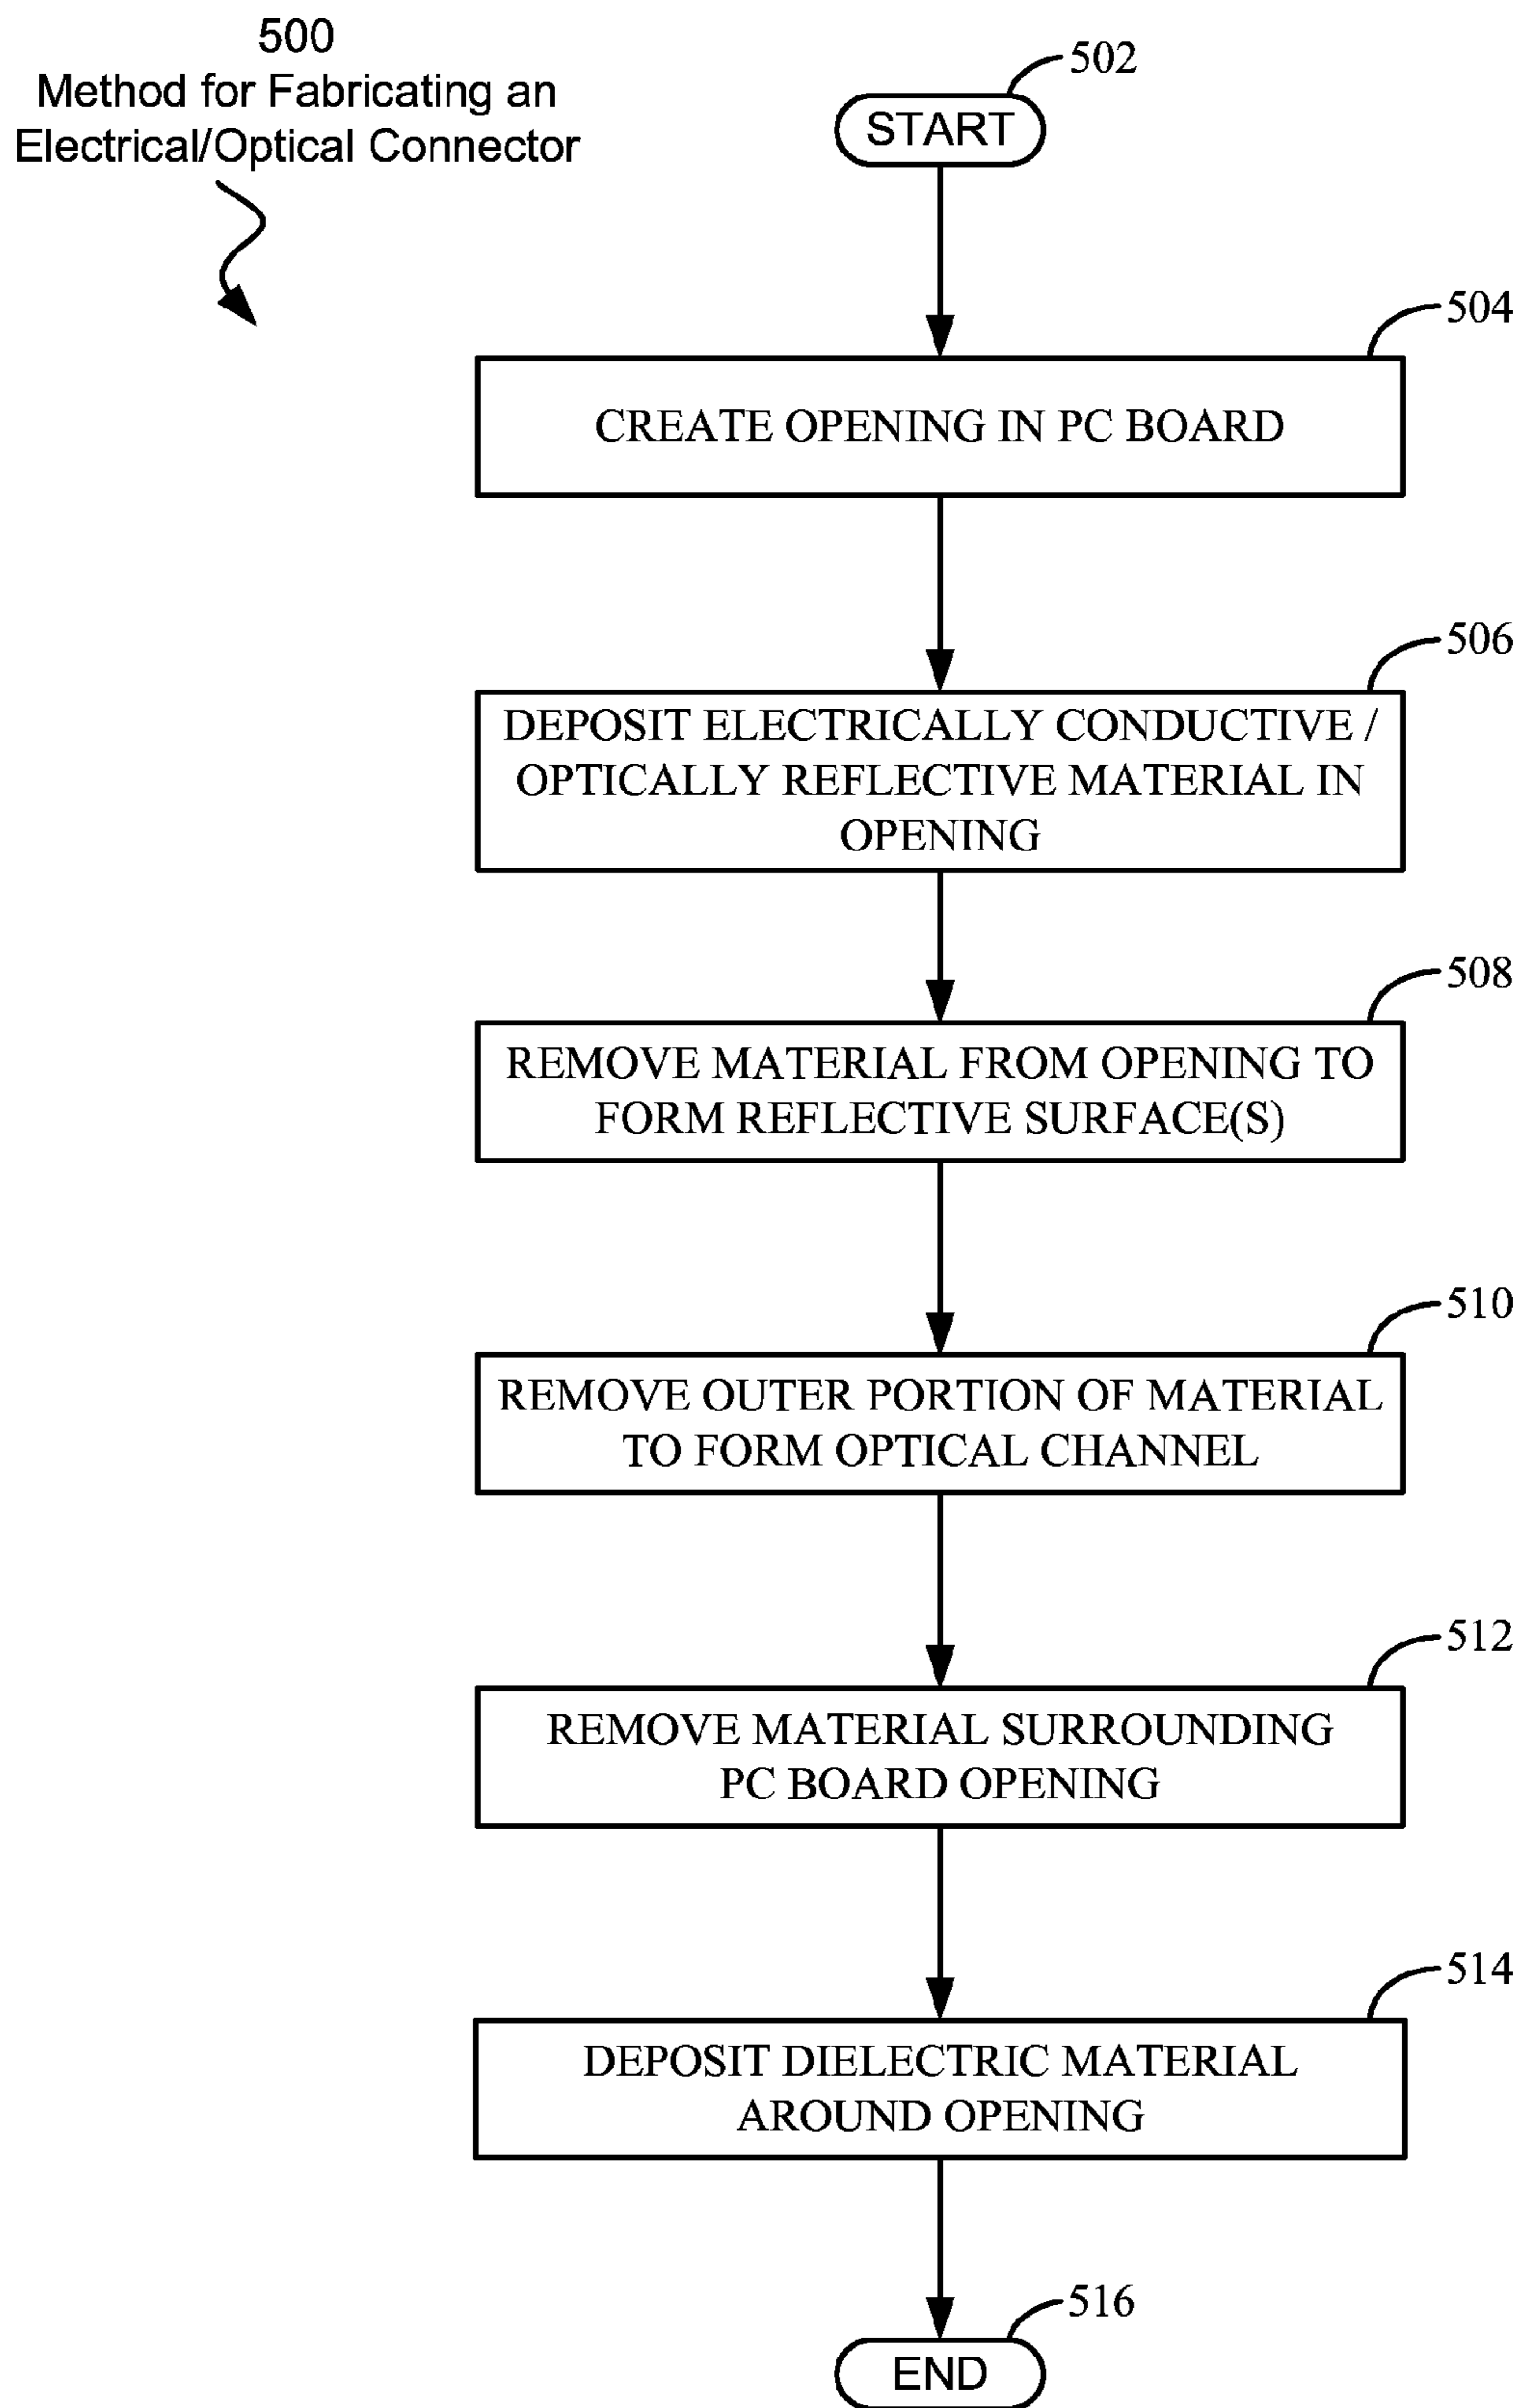 500
Method for Fabricating an
Electrical/Optical Connector
502
START
504
CREATE OPENING IN PC BOARD
506
DEPOSIT ELECTRICALLY CONDUCTIVE /
OPTICALLY REFLECTIVE MATERIAL IN
OPENING
508
REMOVE MATERIAL FROM OPENING TO
FORM REFLECTIVE SURFACE(S)
510
REMOVE OUTER PORTION OF MATERIAL
TO FORM OPTICAL CHANNEL
512
REMOVE MATERIAL SURROUNDING
PC BOARD OPENING
514
DEPOSIT DIELECTRIC MATERIAL
AROUND OPENING
516
END